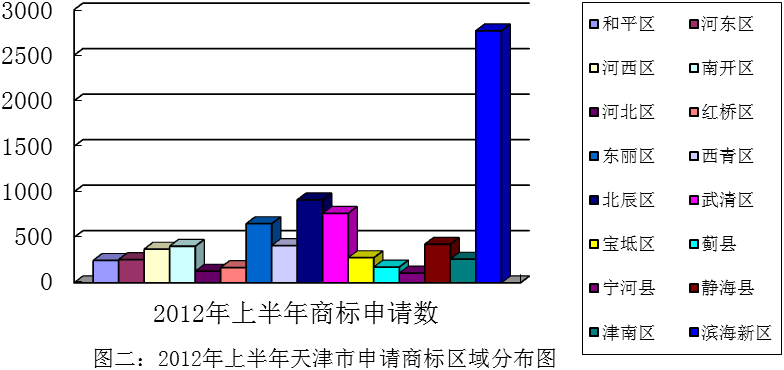 3000
2500
2000
1500
1000
500
0
2012年上半年商标申请数
和平区 河东区
河西区 南开区
河北区 红桥区
东丽区 西青区
北辰区 武清区
宝坻区 蓟县
宁河县 静海县
津南区 滨海新区
图二：2012年上半年天津市申请商标区域分布图